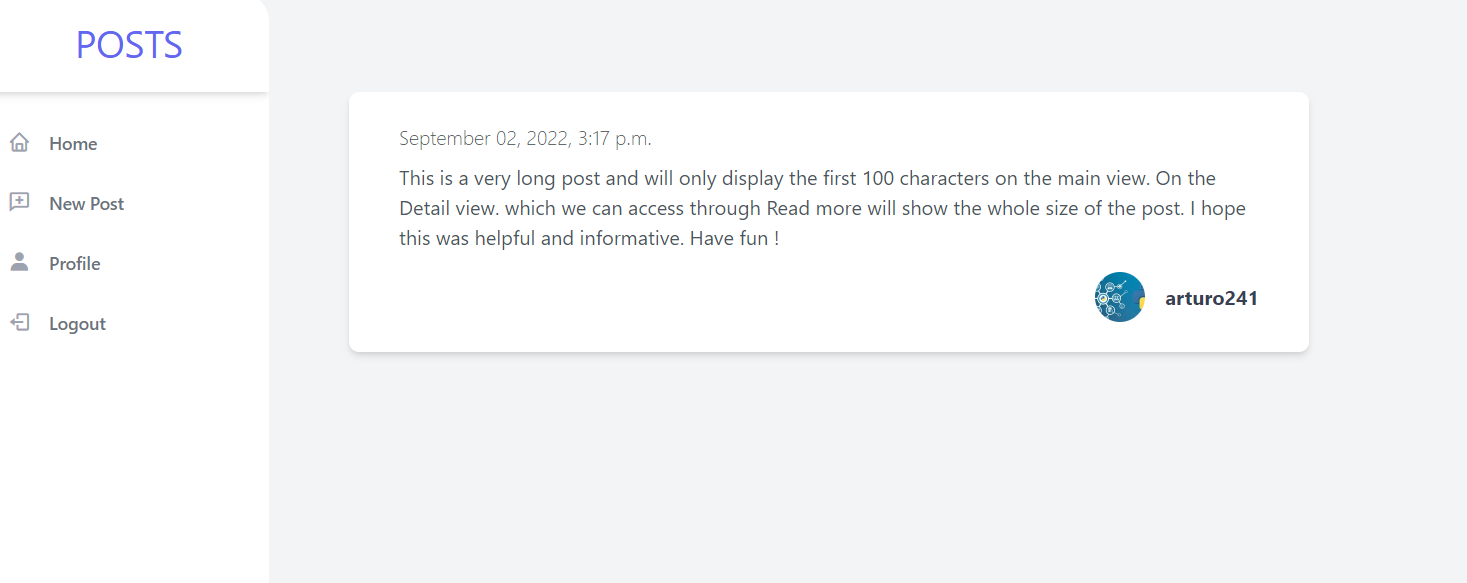 POSTS
Home
New Post
Profile
Logout
September 02, 2022, 3:17 p.m.
This is a very long post and will only display the first 100 characters on the main view. On the
Detail view. which we can access through Read more will show the whole size of the post. I hope
this was helpful and informative. Have fun !
arturo241